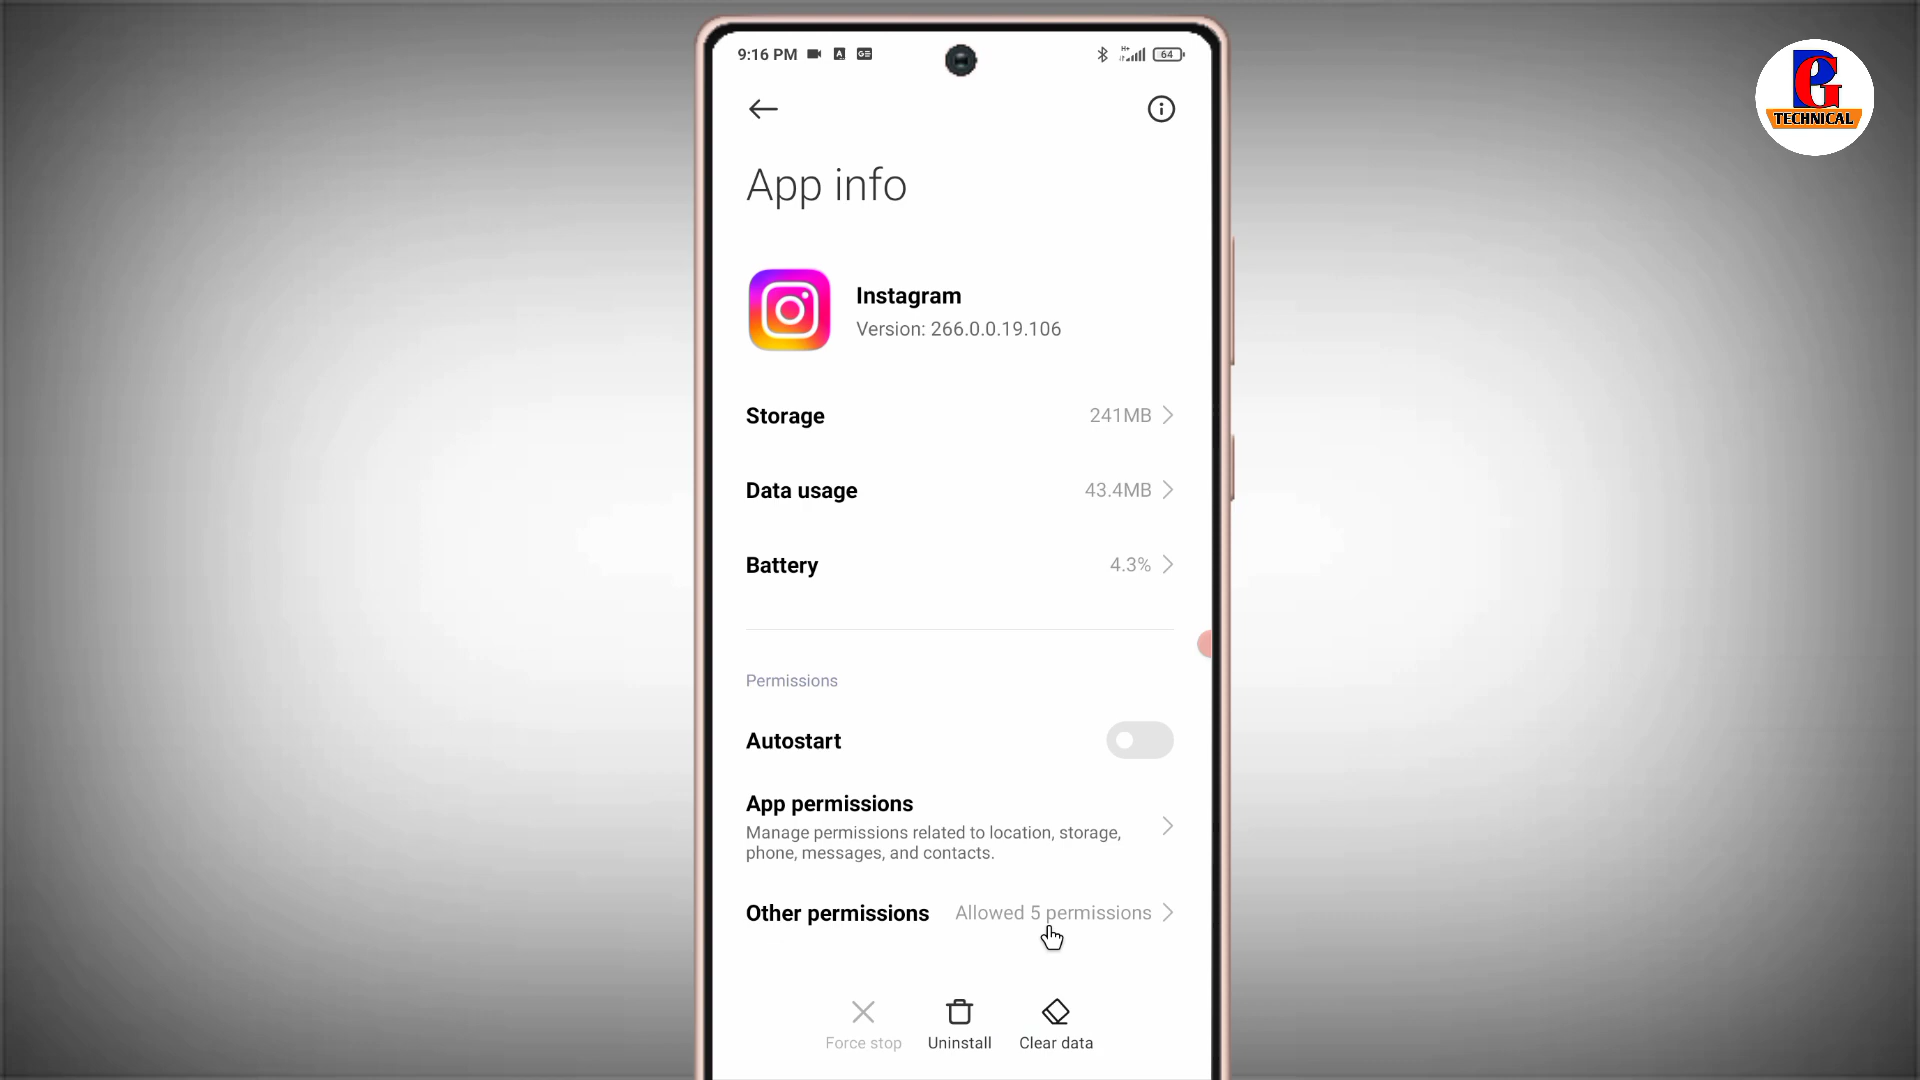 9:16 PM
64
PG
TECHNICAL
App info
Instagram
Version: 266.0.0.19.106
Storage 241MB
Data usage 43.4MB
Battery 4.3%
Permissions
Autostart
App permissions
Manage permissions related to location, storage,
phone, messages, and contacts.
Other permissions Allowed 5 permissions
Force stop Uninstall Clear data